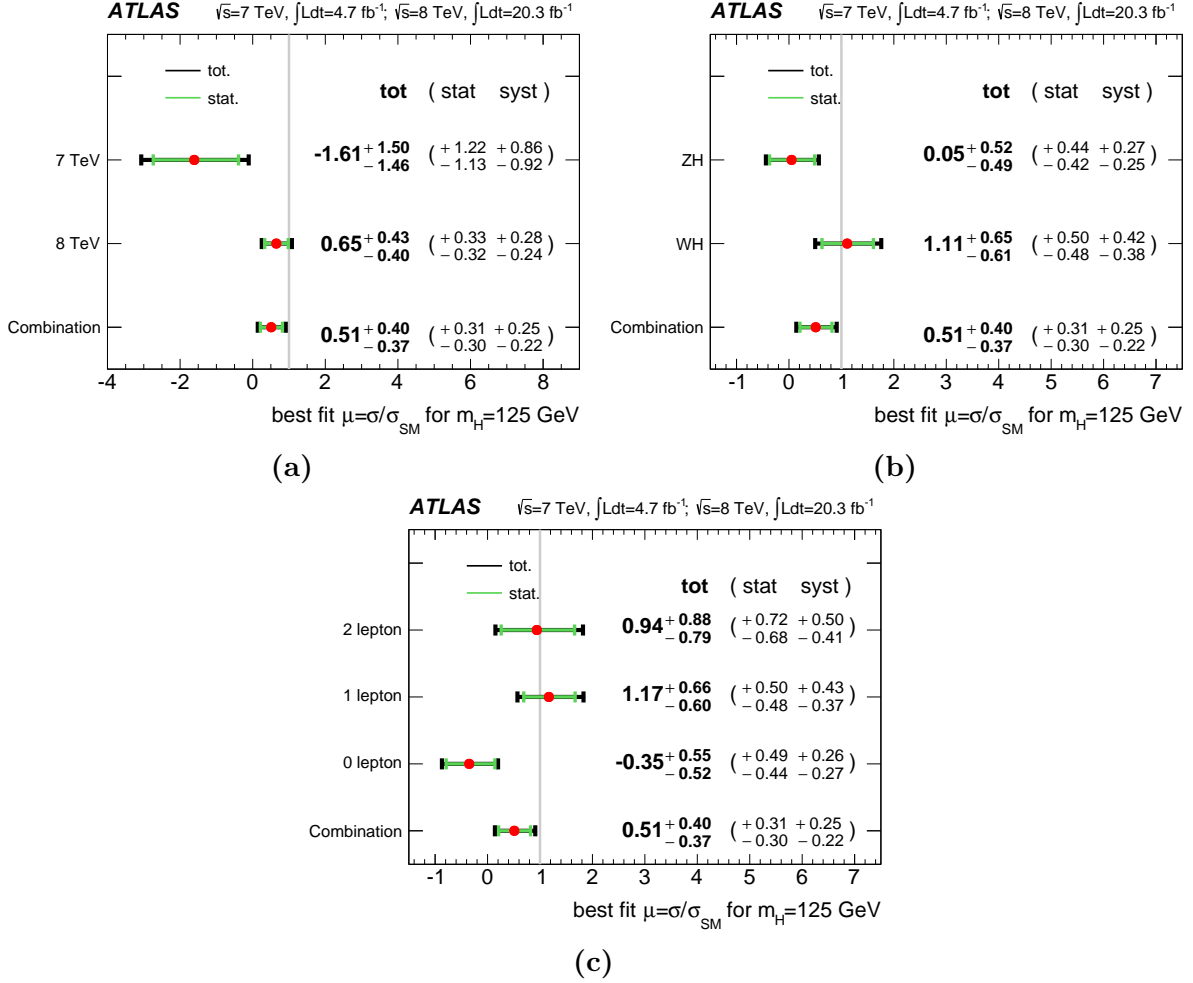 ATLAS √s=7 TeV, ∫Ldt=4.7 fb⁻¹; √s=8 TeV, ∫Ldt=20.3 fb⁻¹
tot.
stat.
tot ( stat syst )
7 TeV -1.61 + 1.50 − 1.46 ( + 1.22 − 1.13 + 0.86 − 0.92 )
8 TeV 0.65 + 0.43 − 0.40 ( + 0.33 − 0.32 + 0.28 − 0.24 )
Combination 0.51 + 0.40 − 0.37 ( + 0.31 − 0.30 + 0.25 − 0.22 )
-4 -2 0 2 4 6 8
best fit μ=σ/σ_SM for m_H=125 GeV
(a)
ATLAS √s=7 TeV, ∫Ldt=4.7 fb⁻¹; √s=8 TeV, ∫Ldt=20.3 fb⁻¹
tot.
stat.
tot ( stat syst )
ZH 0.05 + 0.52 − 0.49 ( + 0.44 − 0.42 + 0.27 − 0.25 )
WH 1.11 + 0.65 − 0.61 ( + 0.50 − 0.48 + 0.42 − 0.38 )
Combination 0.51 + 0.40 − 0.37 ( + 0.31 − 0.30 + 0.25 − 0.22 )
-1 0 1 2 3 4 5 6 7
best fit μ=σ/σ_SM for m_H=125 GeV
(b)
ATLAS √s=7 TeV, ∫Ldt=4.7 fb⁻¹; √s=8 TeV, ∫Ldt=20.3 fb⁻¹
tot.
stat.
tot ( stat syst )
2 lepton 0.94 + 0.88 − 0.79 ( + 0.72 − 0.68 + 0.50 − 0.41 )
1 lepton 1.17 + 0.66 − 0.60 ( + 0.50 − 0.48 + 0.43 − 0.37 )
0 lepton -0.35 + 0.55 − 0.52 ( + 0.49 − 0.44 + 0.26 − 0.27 )
Combination 0.51 + 0.40 − 0.37 ( + 0.31 − 0.30 + 0.25 − 0.22 )
-1 0 1 2 3 4 5 6 7
best fit μ=σ/σ_SM for m_H=125 GeV
(c)